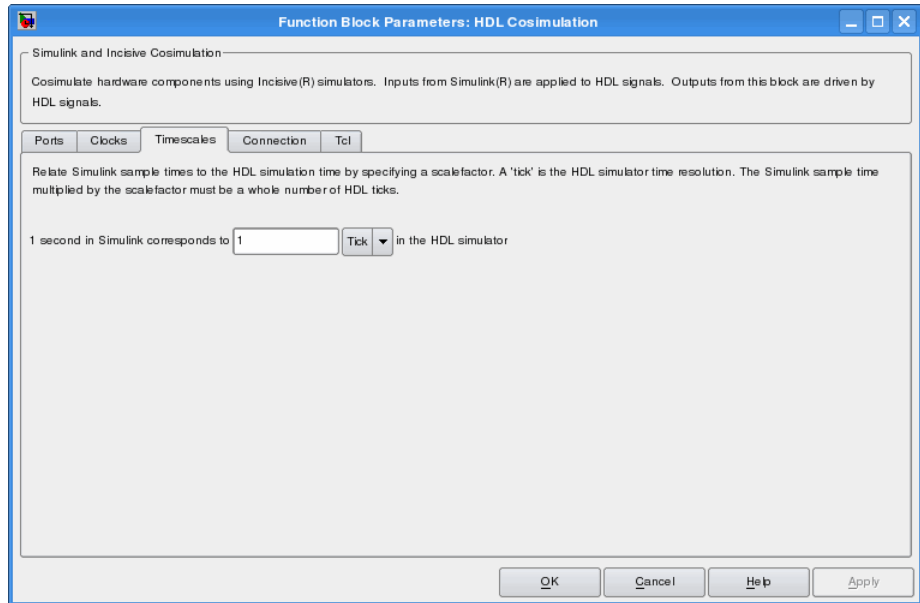 Function Block Parameters: HDL Cosimulation
Simulink and Incisive Cosimulation
Cosimulate hardware components using Incisive(R) simulators. Inputs from Simulink(R) are applied to HDL signals. Outputs from this block are driven by
HDL signals.
Ports Clocks Timescales Connection Tcl
Relate Simulink sample times to the HDL simulation time by specifying a scalefactor. A 'tick' is the HDL simulator time resolution. The Simulink sample time
multiplied by the scalefactor must be a whole number of HDL ticks.
1 second in Simulink corresponds to 1 Tick in the HDL simulator
OK Cancel Help Apply